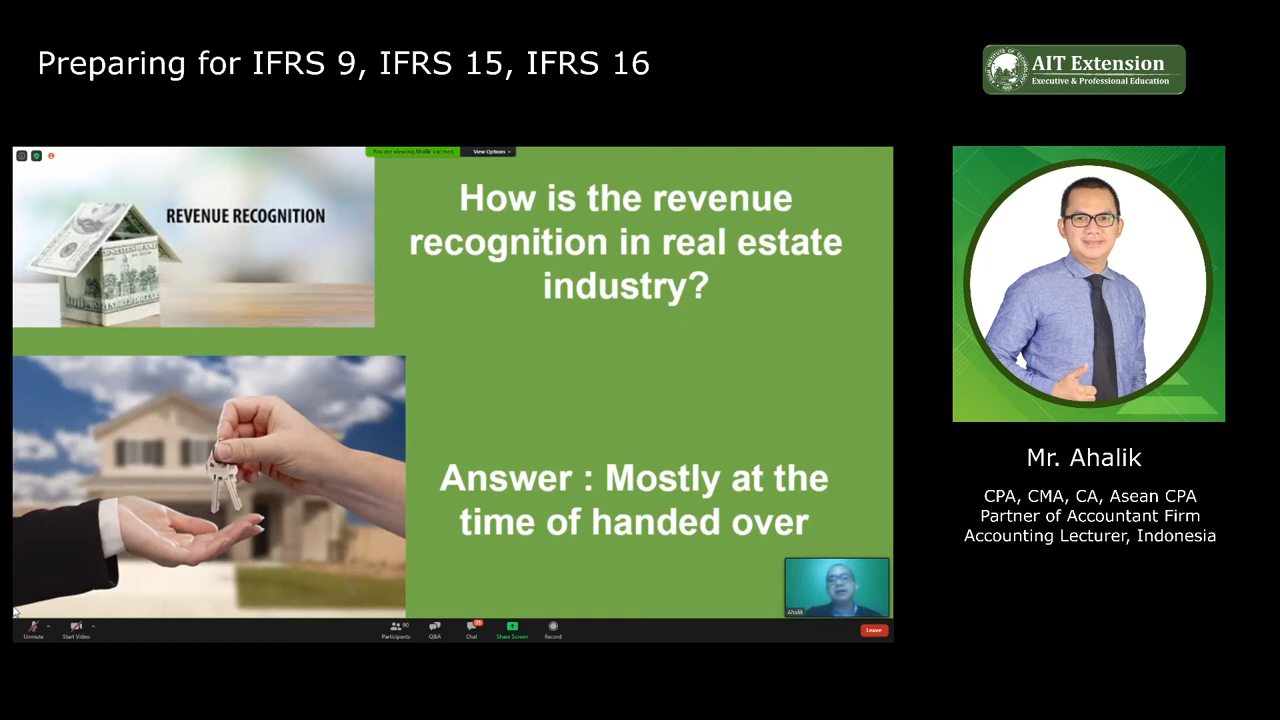 Preparing for IFRS 9, IFRS 15, IFRS 16
AIT Extension
Executive & Professional Education
You are viewing Ahalik's screen
View Options
REVENUE RECOGNITION
How is the revenue
recognition in real estate
industry?
Answer : Mostly at the
time of handed over
Ahalik
Unmute
Start Video
90
Participants
Q&A
Chat
Share Screen
Record
Leave
Mr. Ahalik
CPA, CMA, CA, Asean CPA
Partner of Accountant Firm
Accounting Lecturer, Indonesia